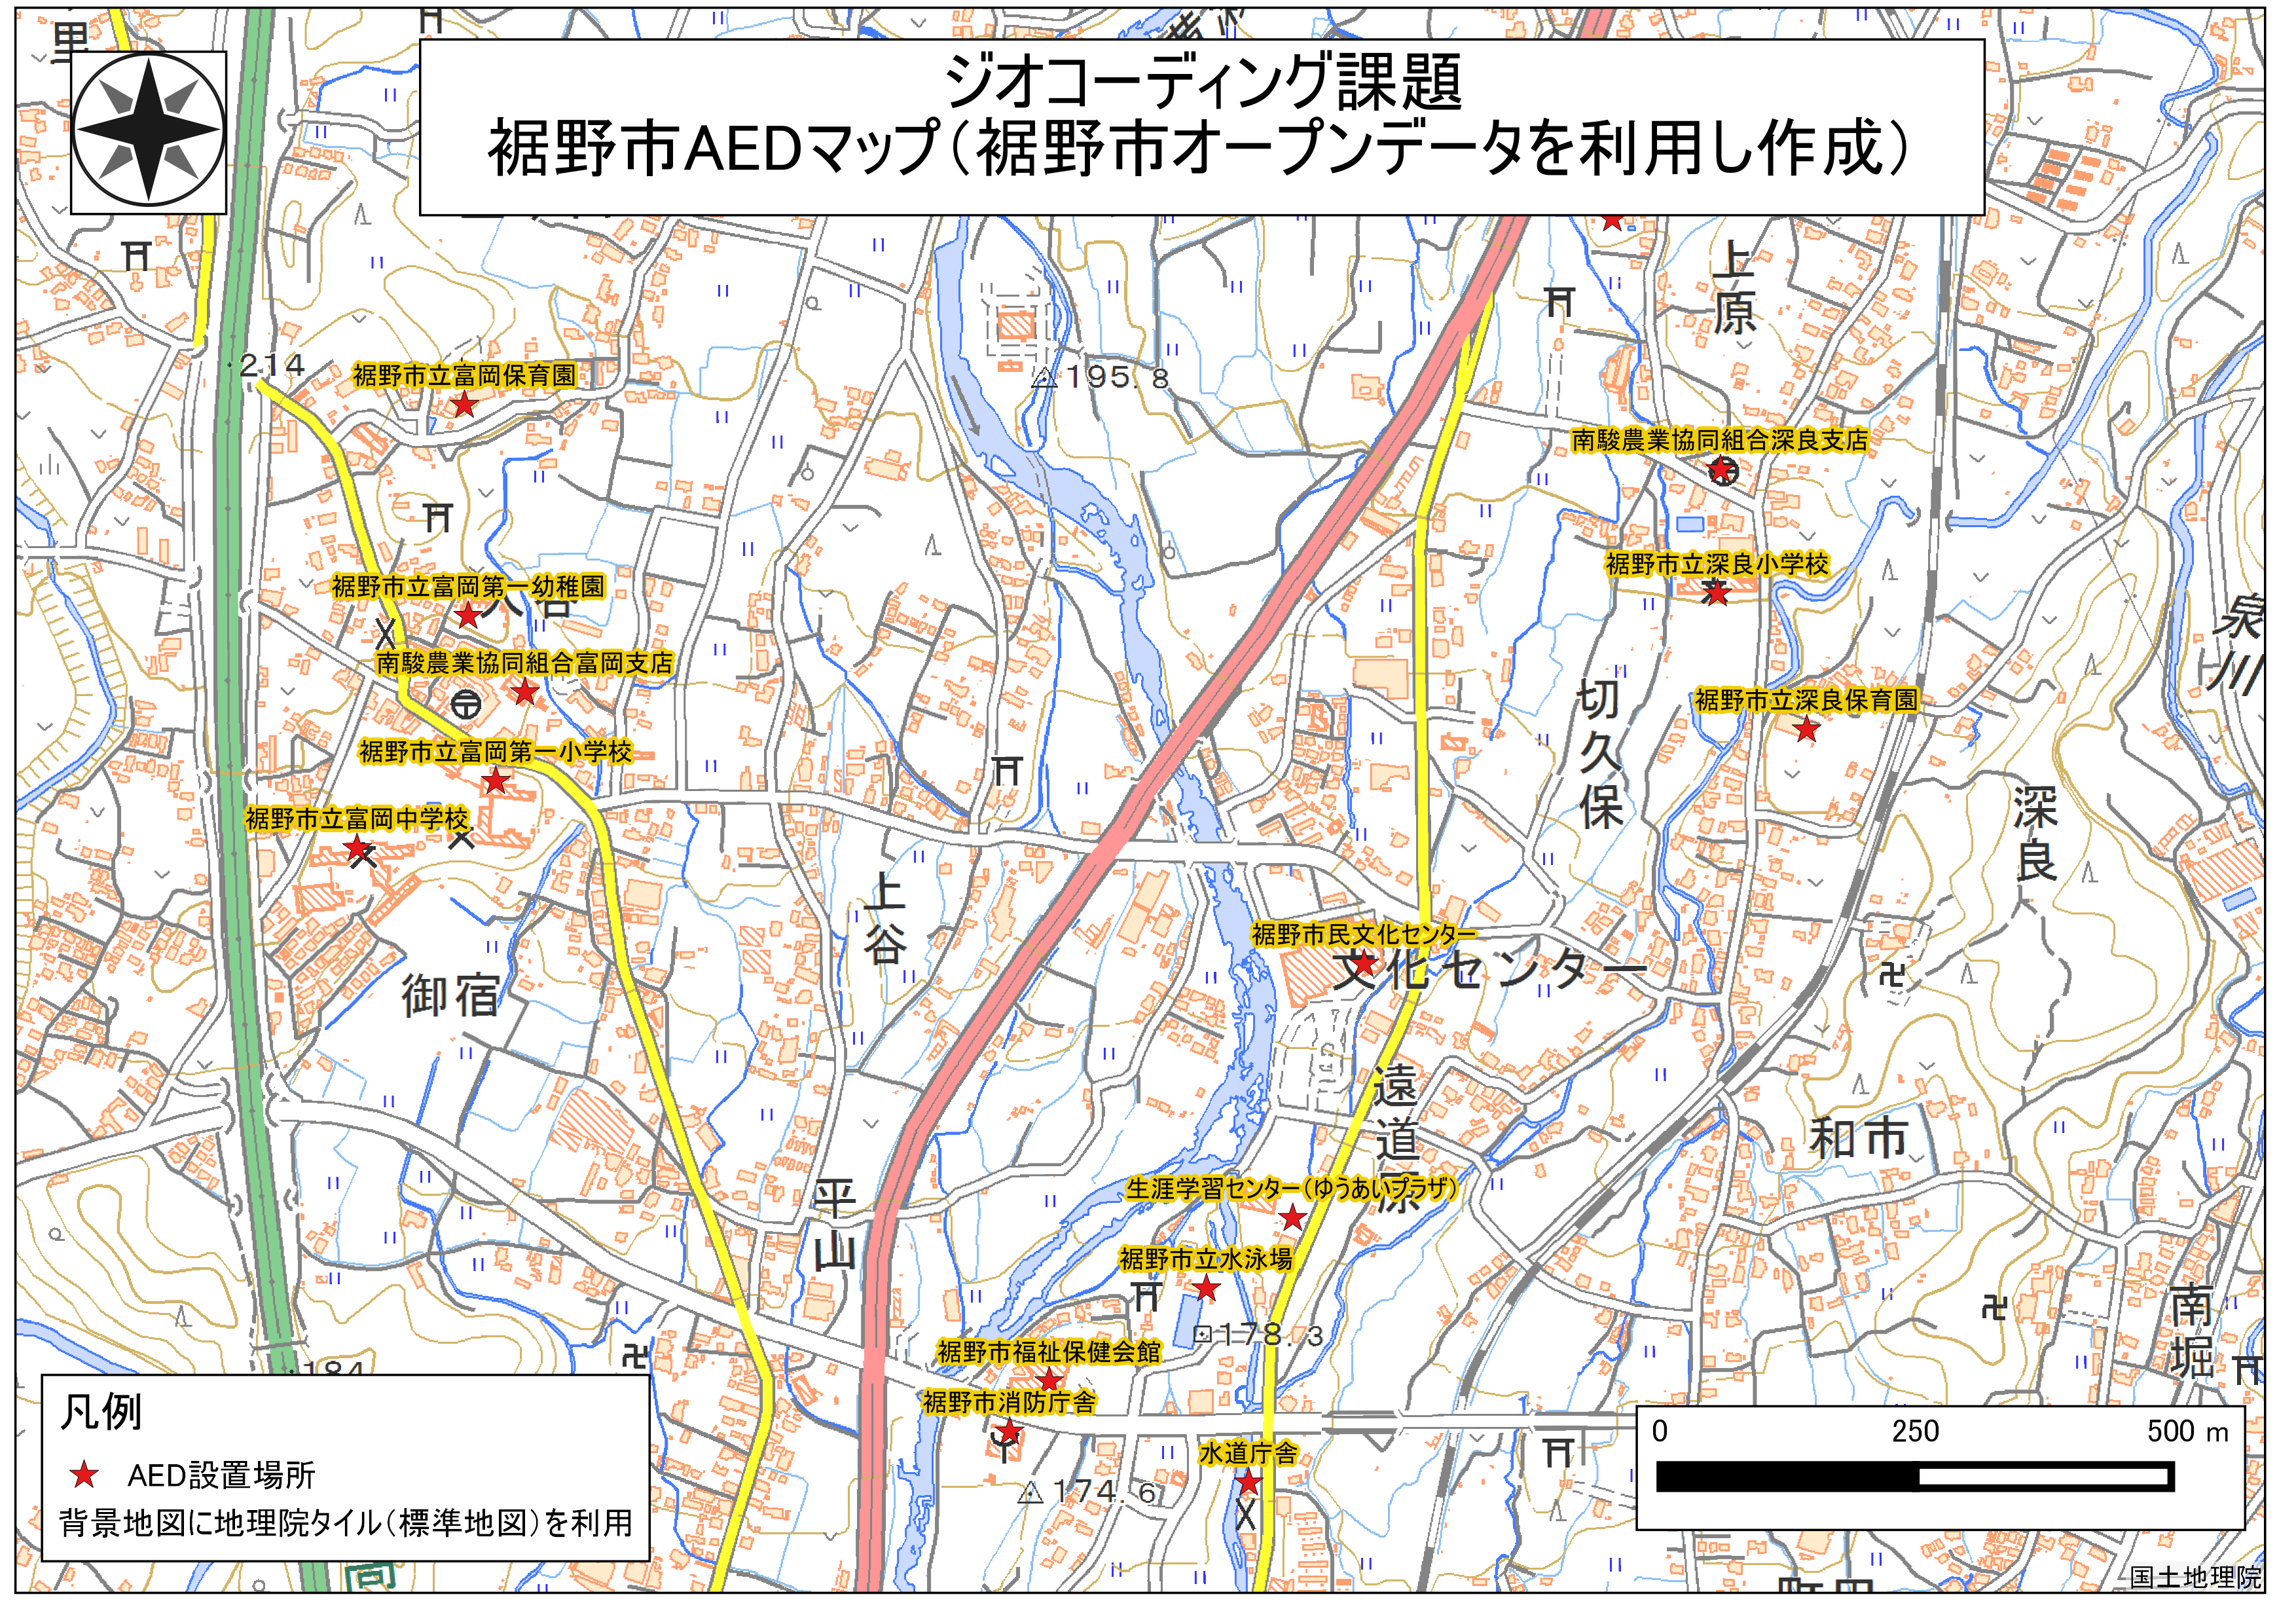 ジオコーディング課題
裾野市AEDマップ（裾野市オープンデータを利用し作成）
里
上原
214
裾野市立富岡保育園
195.8
南駿農業協同組合深良支店
裾野市立深良小学校
裾野市立富岡第一幼稚園
泉川
南駿農業協同組合富岡支店
切久保
裾野市立深良保育園
裾野市立富岡第一小学校
裾野市立富岡中学校
深良
上谷
裾野市民文化センター
文化センター
御宿
遠道原
和市
平山
生涯学習センター（ゆうあいプラザ）
裾野市立水泳場
南堀
178.3
裾野市福祉保健会館
184
裾野市消防庁舎
水道庁舎
174.6
凡例
AED設置場所
背景地図に地理院タイル（標準地図）を利用
0 250 500 m
国土地理院